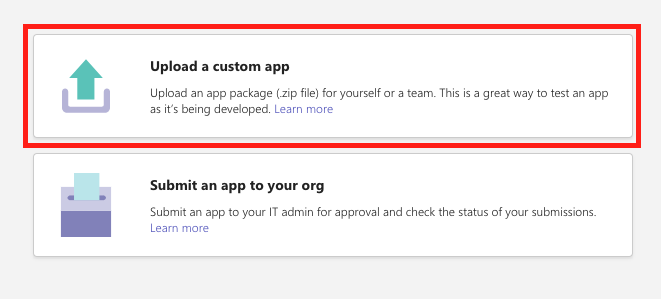 Upload a custom app
Upload an app package (.zip file) for yourself or a team. This is a great way to test an app
as it's being developed. Learn more
Submit an app to your org
Submit an app to your IT admin for approval and check the status of your submissions.
Learn more